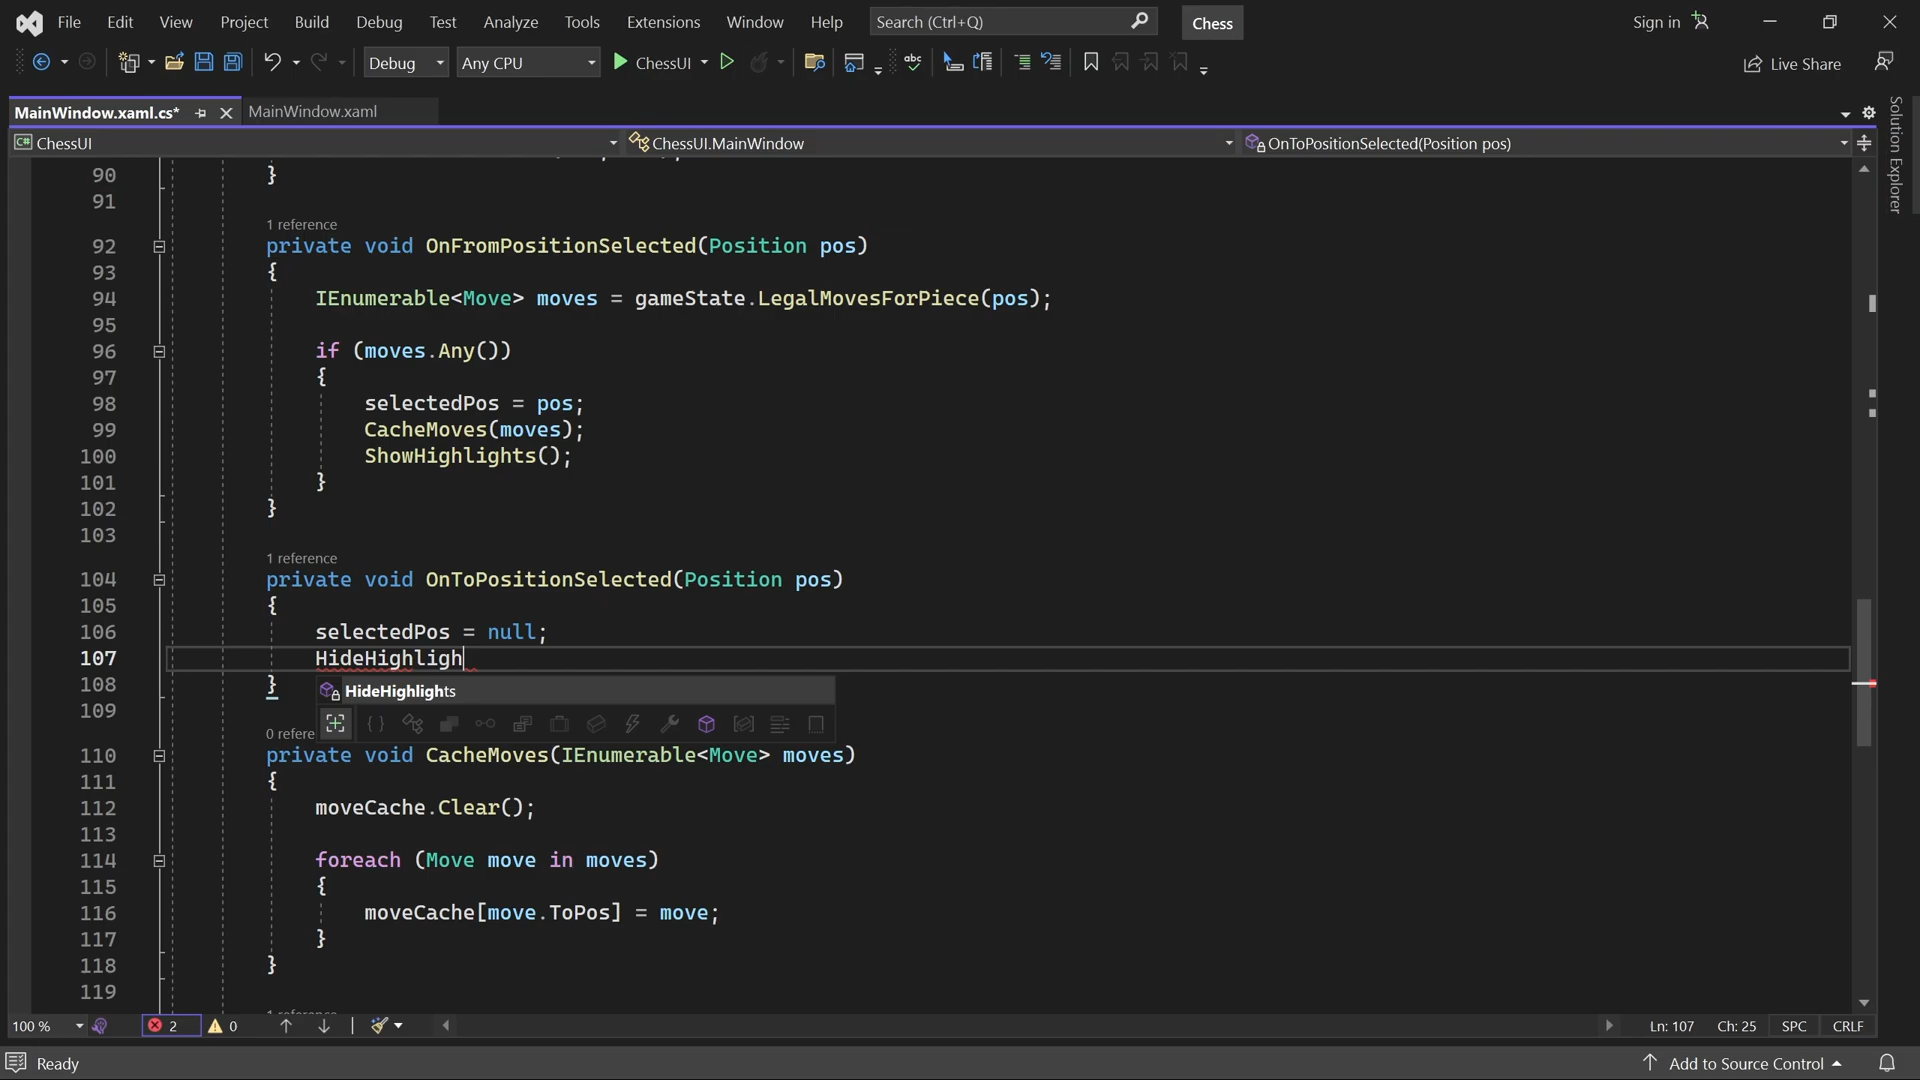 File Edit View Project Build Debug Test Analyze Tools Extensions Window Help Search (Ctrl+Q) Chess Sign in
Debug Any CPU ChessUI Live Share
MainWindow.xaml.cs* MainWindow.xaml
ChessUI ChessUI.MainWindow OnToPositionSelected(Position pos)
Solution Explorer
90 }
91
1 reference
92 private void OnFromPositionSelected(Position pos)
93 {
94 IEnumerable<Move> moves = gameState.LegalMovesForPiece(pos);
95
96 if (moves.Any())
97 {
98 selectedPos = pos;
99 CacheMoves(moves);
100 ShowHighlights();
101 }
102 }
103
1 reference
104 private void OnToPositionSelected(Position pos)
105 {
106 selectedPos = null;
107 HideHighligh
108 }
HideHighlights
109
0 refere
110 private void CacheMoves(IEnumerable<Move> moves)
111 {
112 moveCache.Clear();
113
114 foreach (Move move in moves)
115 {
116 moveCache[move.ToPos] = move;
117 }
118 }
119
100 % 2 0 Ln: 107 Ch: 25 SPC CRLF
Ready Add to Source Control